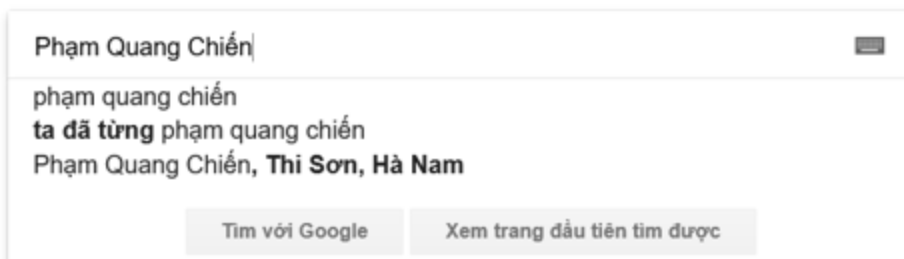 Phạm Quang Chiến
phạm quang chiến
ta đã từng phạm quang chiến
Phạm Quang Chiến, Thi Sơn, Hà Nam
Tìm với Google Xem trang đầu tiên tìm được